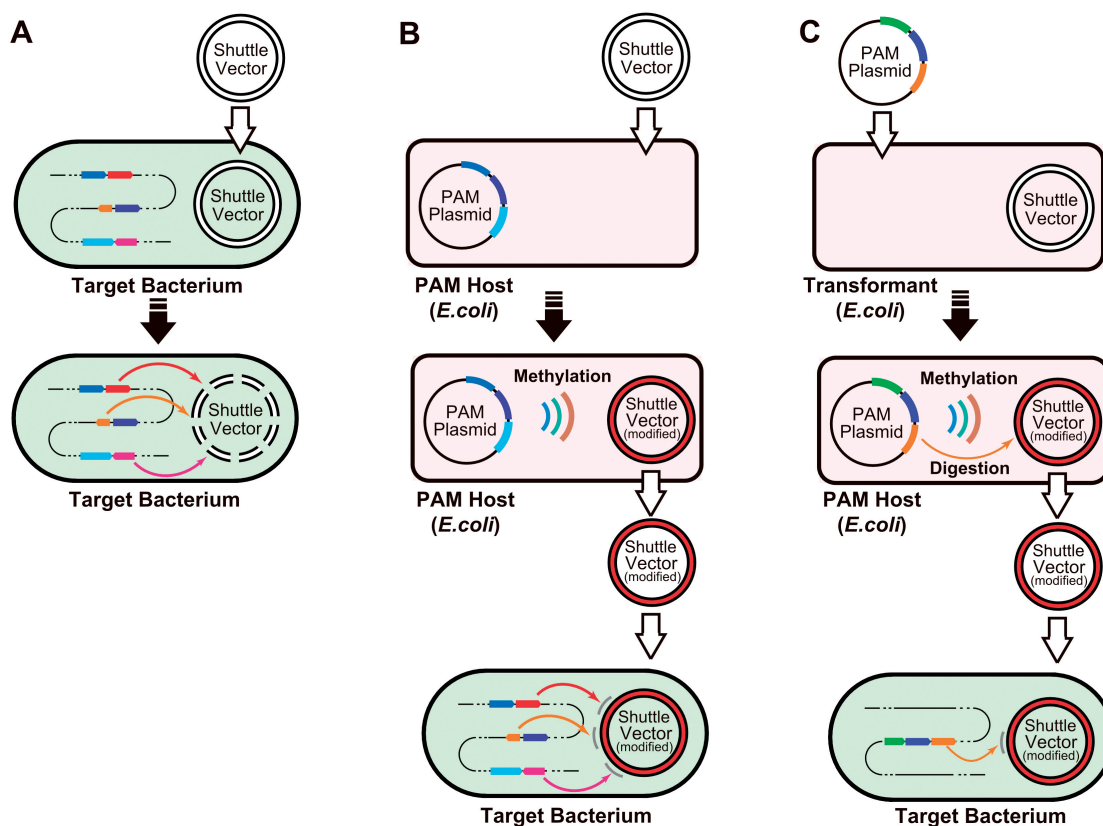 A
Shuttle
Vector
Shuttle
Vector
Target Bacterium
Shuttle
Vector
Target Bacterium
B
Shuttle
Vector
PAM
Plasmid
PAM Host
(E.coli)
Methylation
PAM
Plasmid
Shuttle
Vector
(modified)
PAM Host
(E.coli)
Shuttle
Vector
(modified)
Shuttle
Vector
(modified)
Target Bacterium
C
PAM
Plasmid
Shuttle
Vector
Transformant
(E.coli)
Methylation
PAM
Plasmid
Shuttle
Vector
(modified)
Digestion
PAM Host
(E.coli)
Shuttle
Vector
(modified)
Shuttle
Vector
(modified)
Target Bacterium